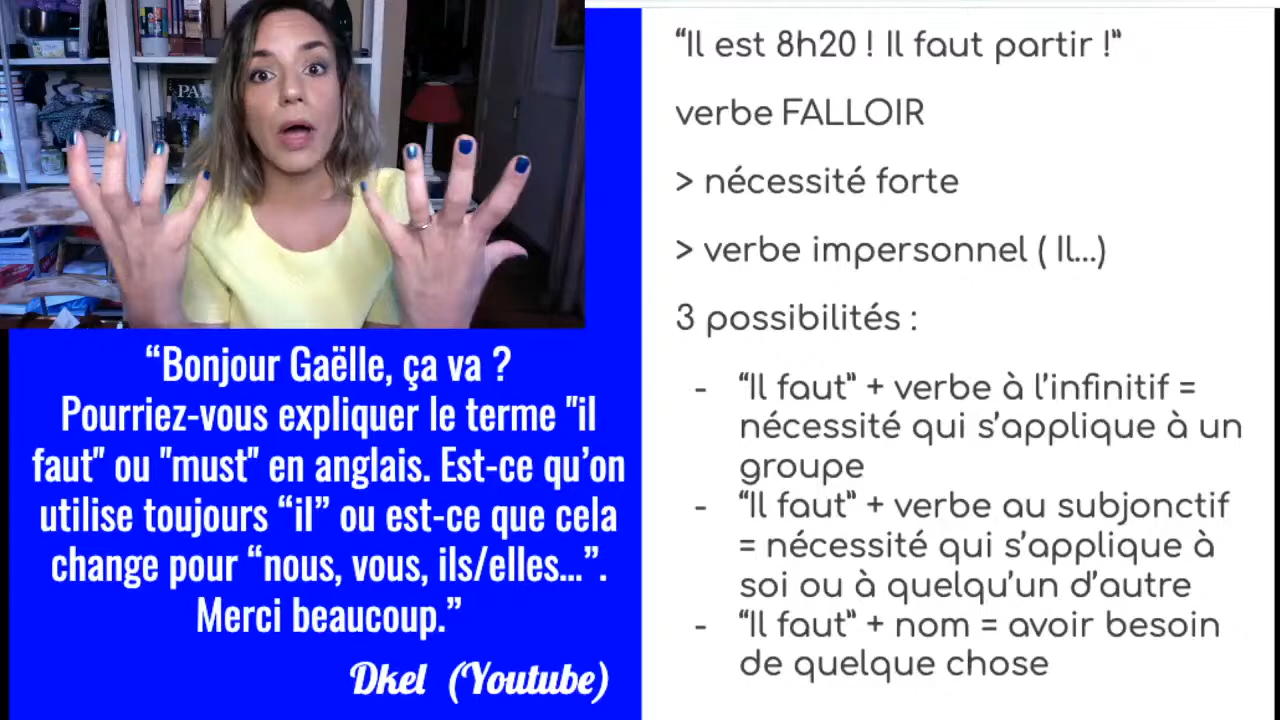 PA
“Bonjour Gaëlle, ça va ?
Pourriez-vous expliquer le terme "il
faut" ou "must" en anglais. Est-ce qu’on
utilise toujours “il” ou est-ce que cela
change pour “nous, vous, ils/elles...”.
Merci beaucoup.”
Dkel (Youtube)
“Il est 8h20 ! Il faut partir !”
verbe FALLOIR
> nécessité forte
> verbe impersonnel ( Il...)
3 possibilités :
- “Il faut” + verbe à l’infinitif =
nécessité qui s’applique à un
groupe
- “Il faut” + verbe au subjonctif
= nécessité qui s’applique à
soi ou à quelqu’un d’autre
- “Il faut” + nom = avoir besoin
de quelque chose